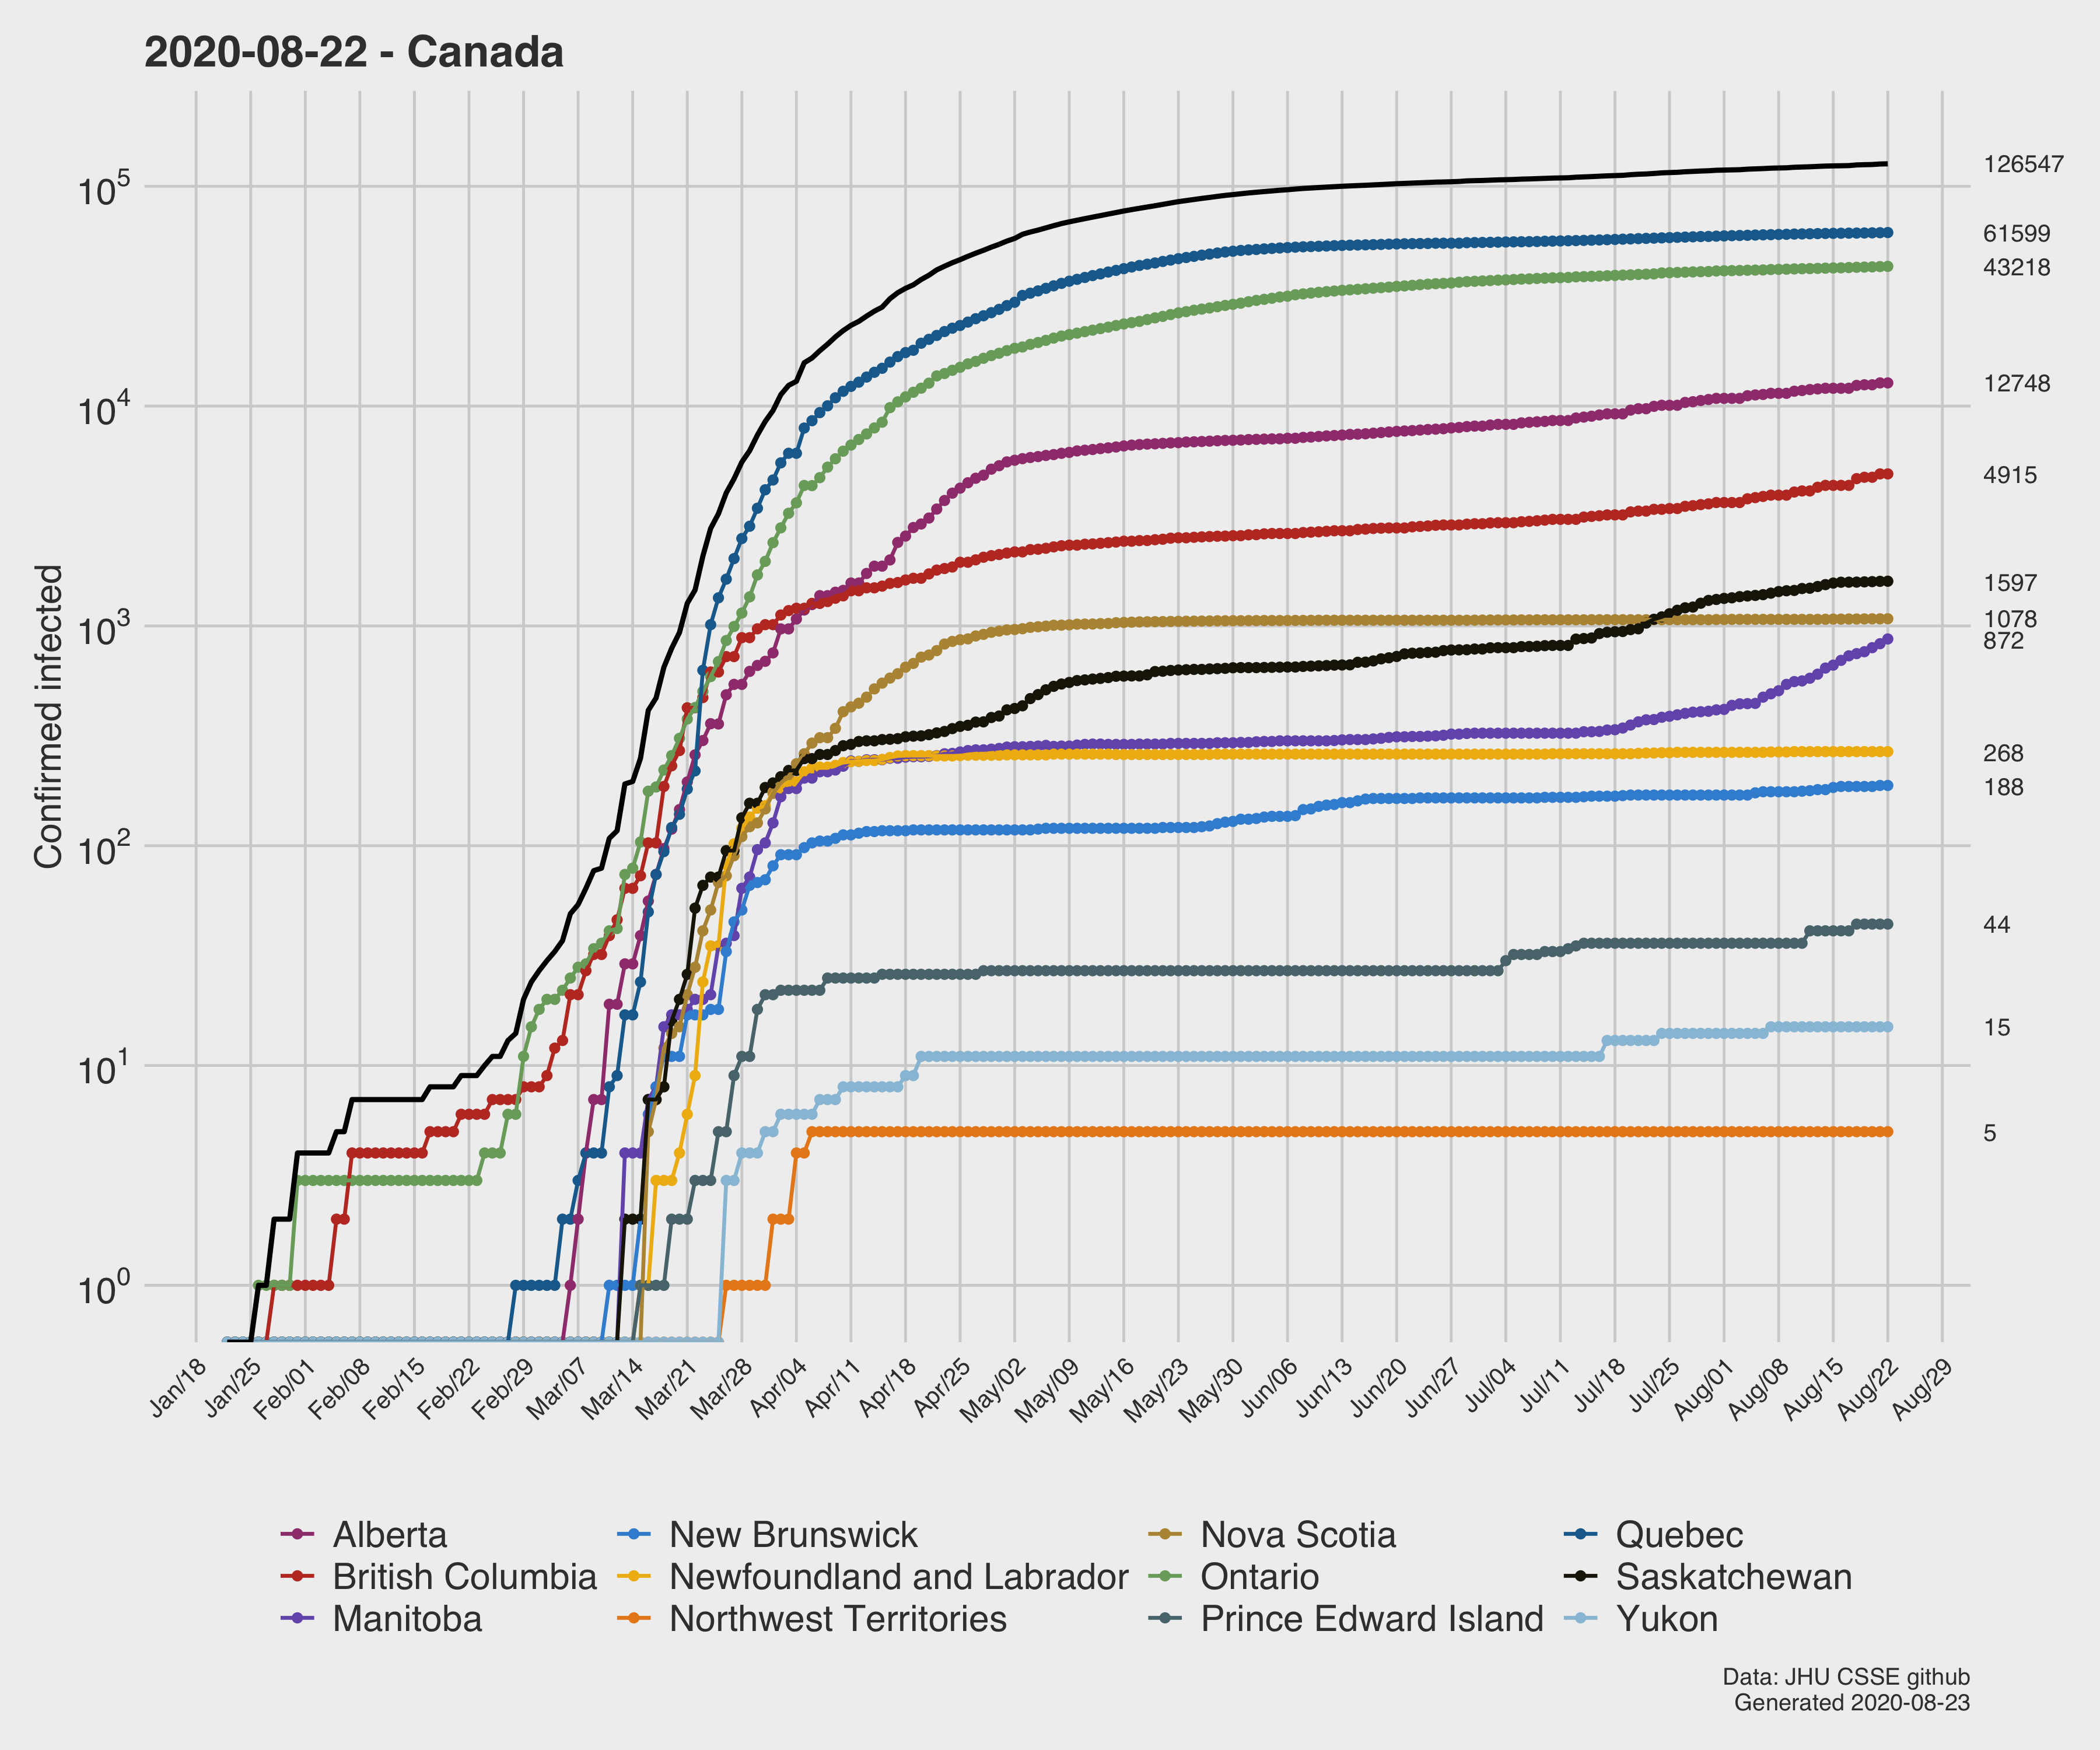 2020-08-22 - Canada
Confirmed infected
10^5
10^4
10^3
10^2
10^1
10^0
126547
61599
43218
12748
4915
1597
1078
872
268
188
44
15
5
Jan/18 Jan/25 Feb/01 Feb/08 Feb/15 Feb/22 Feb/29 Mar/07 Mar/14 Mar/21 Mar/28 Apr/04 Apr/11 Apr/18 Apr/25 May/02 May/09 May/16 May/23 May/30 Jun/06 Jun/13 Jun/20 Jun/27 Jul/04 Jul/11 Jul/18 Jul/25 Aug/01 Aug/08 Aug/15 Aug/22 Aug/29
Alberta New Brunswick Nova Scotia Quebec
British Columbia Newfoundland and Labrador Ontario Saskatchewan
Manitoba Northwest Territories Prince Edward Island Yukon
Data: JHU CSSE github
Generated 2020-08-23